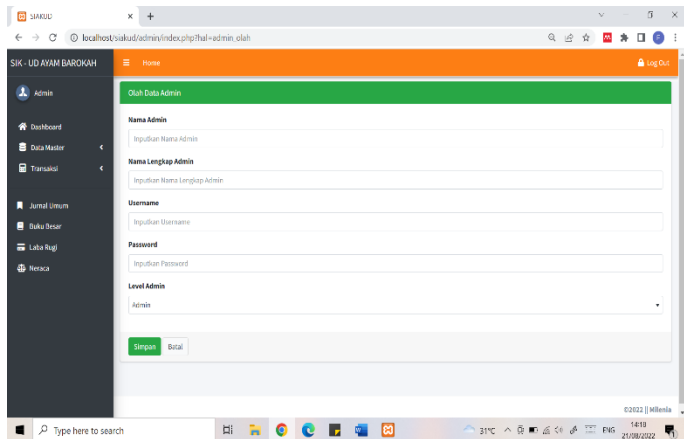 SIAKUD
localhost/siakud/admin/index.php?hal=admin_olah
SIK - UD AYAM BAROKAH
Home
Log Out
Admin
Dashboard
Data Master
Transaksi
Jurnal Umum
Buku Besar
Laba Rugi
Neraca
Olah Data Admin
Nama Admin
Inputkan Nama Admin
Nama Lengkap Admin
Inputkan Nama Lengkap Admin
Username
Inputkan Username
Password
Inputkan Password
Level Admin
Admin
Simpan Batal
©2022 || Milenia
Type here to search
31°C
ENG
14:18
21/08/2022